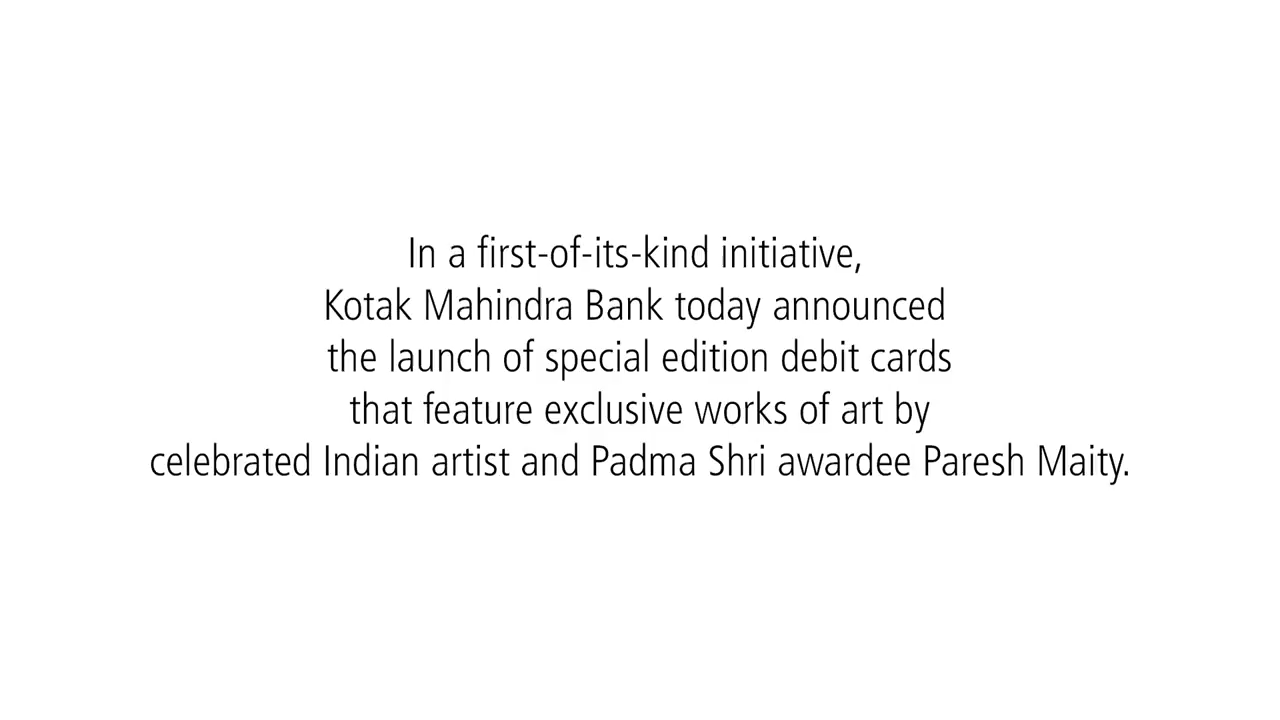 In a first-of-its-kind initiative,
Kotak Mahindra Bank today announced
the launch of special edition debit cards
that feature exclusive works of art by
celebrated Indian artist and Padma Shri awardee Paresh Maity.